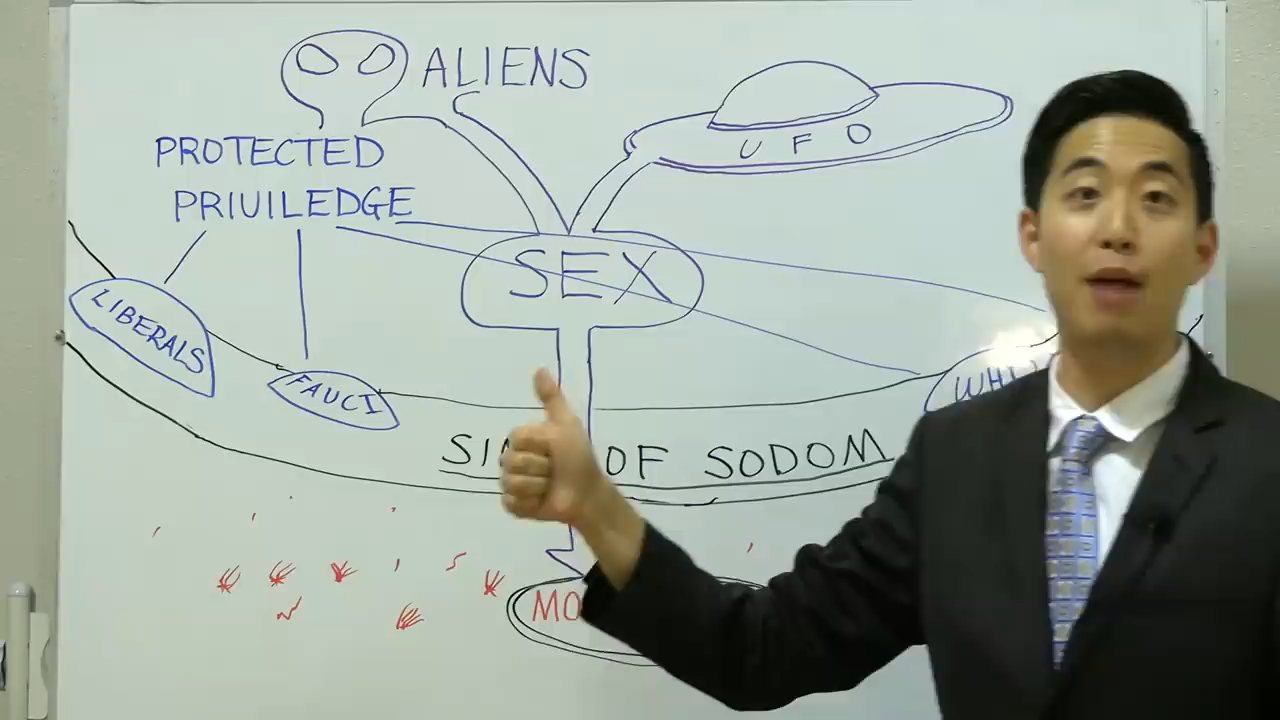 ALIENS
UFO
PROTECTED
PRIUILEDGE
SEX
LIBERALS
FAUCI
OF SODOM